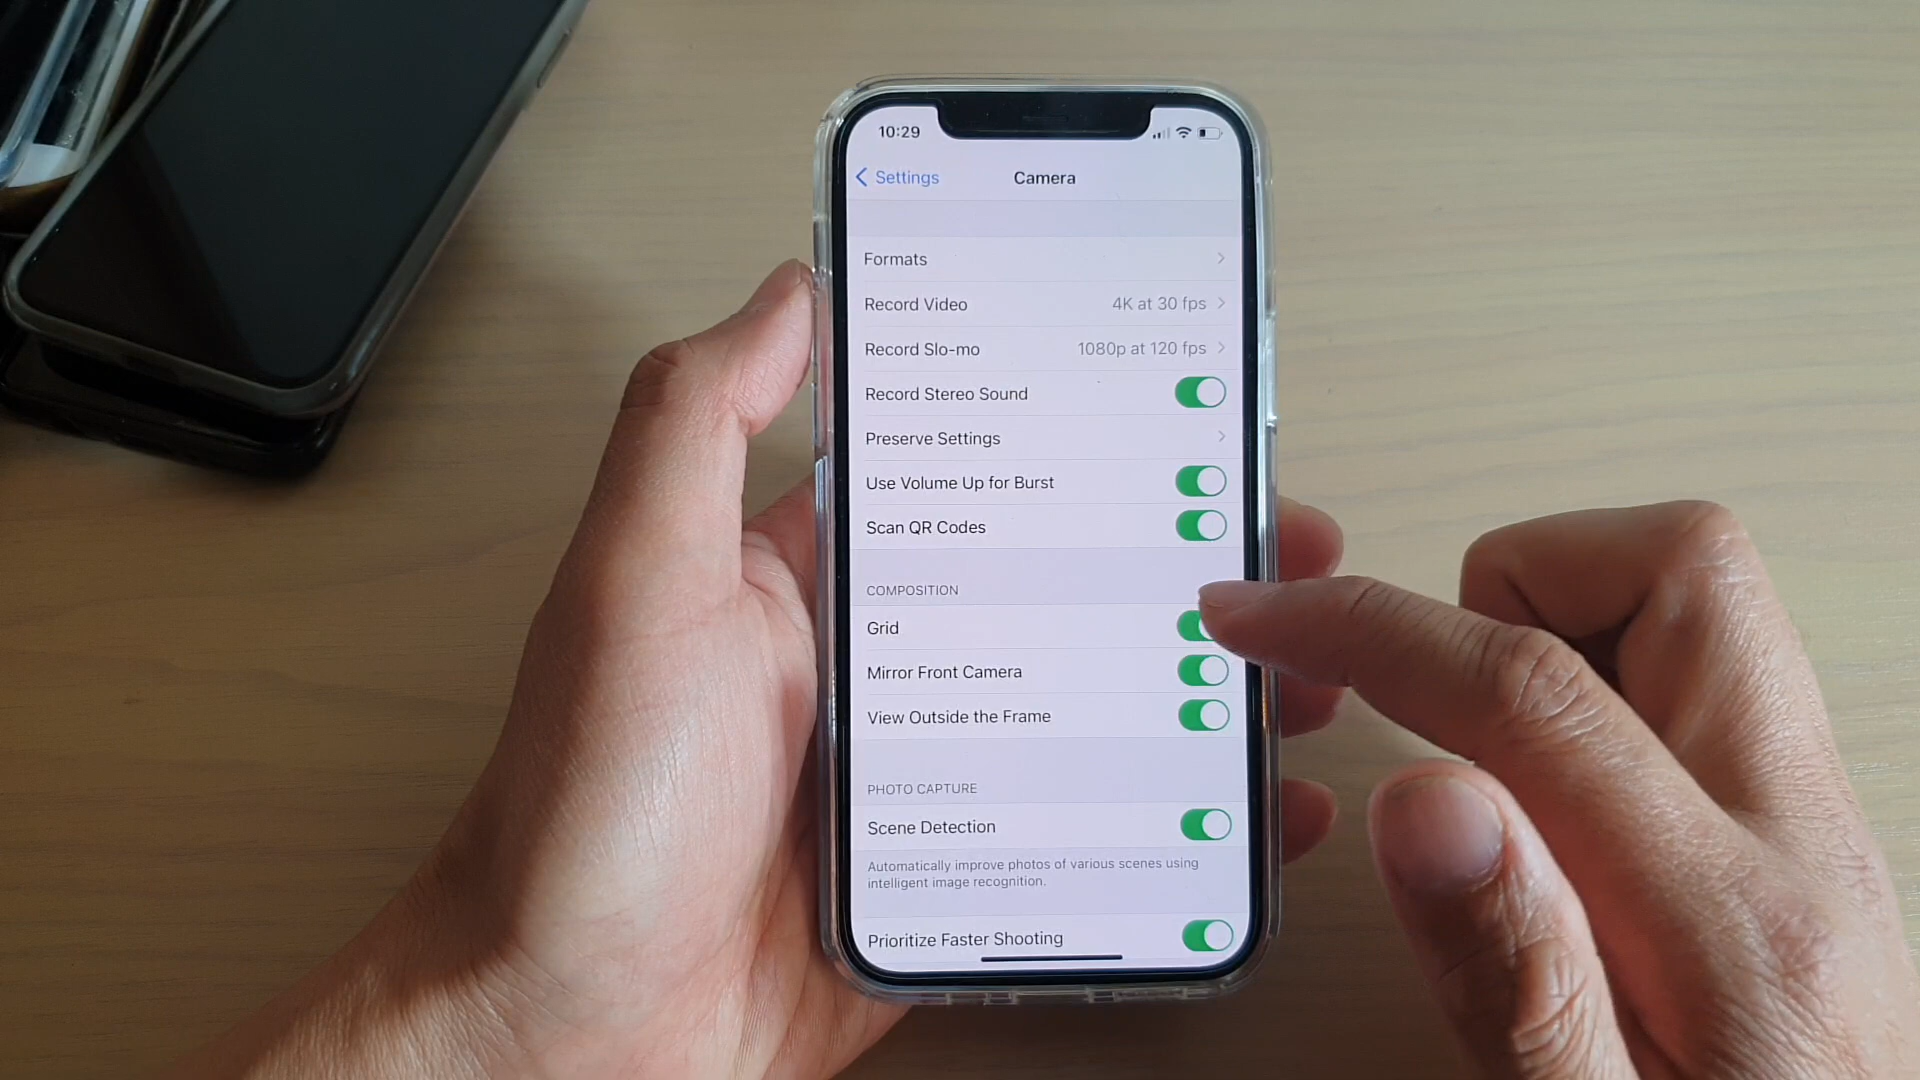 10:29
Settings
Camera
Formats
Record Video 4K at 30 fps
Record Slo-mo 1080p at 120 fps
Record Stereo Sound
Preserve Settings
Use Volume Up for Burst
Scan QR Codes
COMPOSITION
Grid
Mirror Front Camera
View Outside the Frame
PHOTO CAPTURE
Scene Detection
Automatically improve photos of various scenes using
intelligent image recognition.
Prioritize Faster Shooting